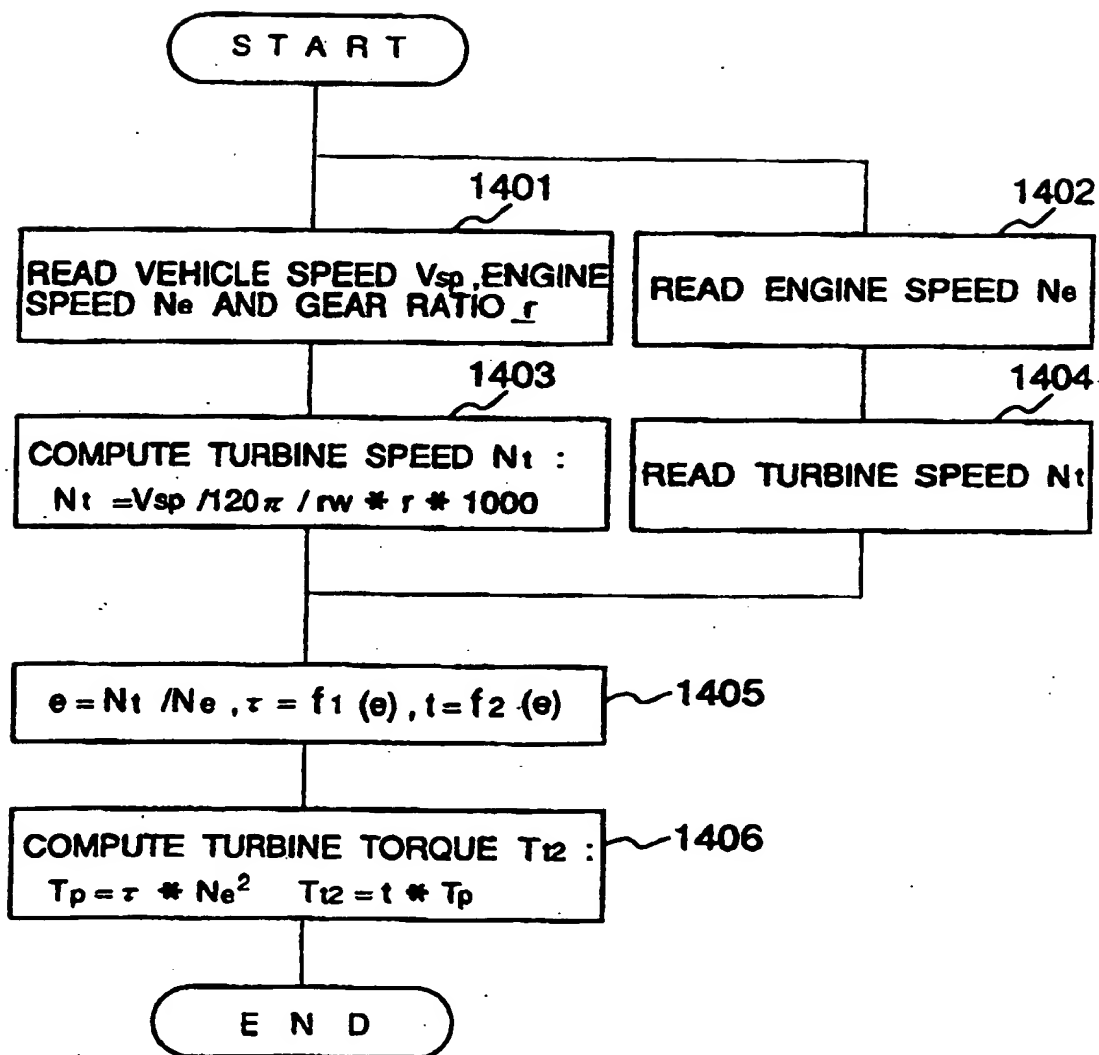 START
1401
1402
READ VEHICLE SPEED Vsp, ENGINE
SPEED Ne AND GEAR RATIO r
READ ENGINE SPEED Ne
1403
1404
COMPUTE TURBINE SPEED Nt :
Nt =Vsp /120π / rw * r * 1000
READ TURBINE SPEED Nt
e = Nt /Ne , τ = f1 (e) , t= f2 (e)
1405
COMPUTE TURBINE TORQUE Tt2 :
Tp = τ * Ne² Tt2 = t * Tp
1406
END